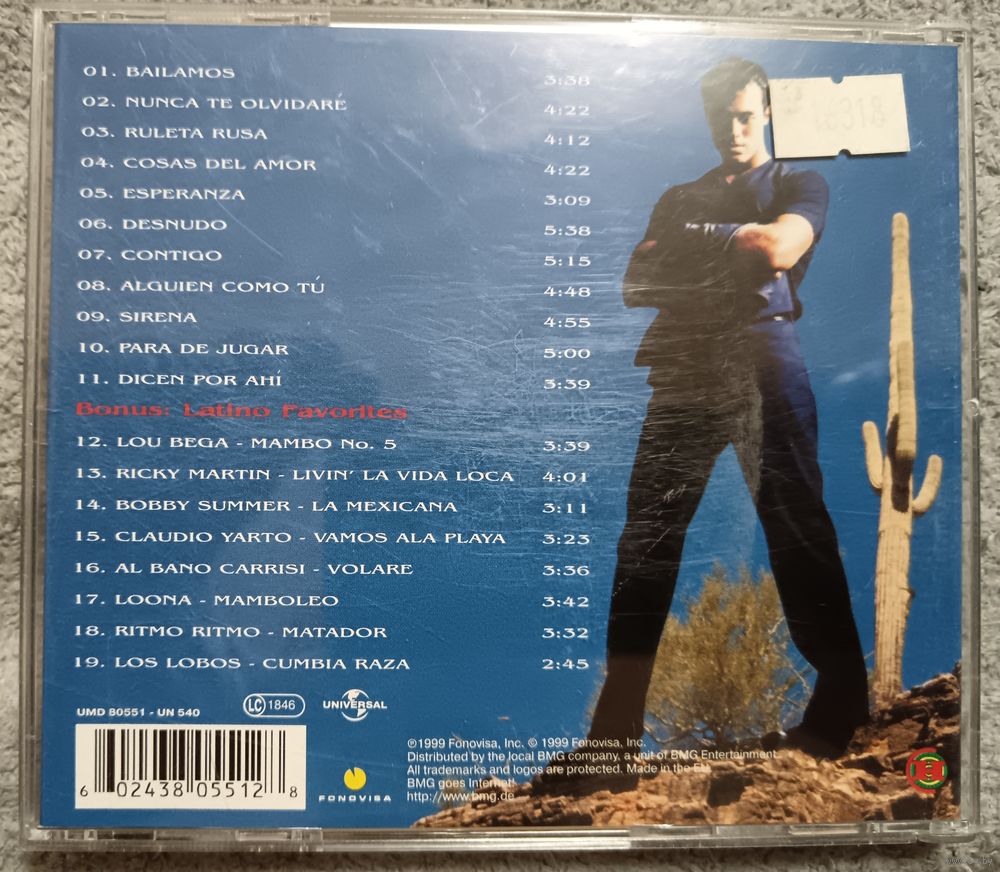 01. BAILAMOS 3:38
02. NUNCA TE OLVIDARÉ 4:22
03. RULETA RUSA 4:12
04. COSAS DEL AMOR 4:22
05. ESPERANZA 3:09
06. DESNUDO 5:38
07. CONTIGO 5:15
08. ALGUIEN COMO TÚ 4:48
09. SIRENA 4:55
10. PARA DE JUGAR 5:00
11. DICEN POR AHÍ 3:39
Bonus: Latino Favorites
12. LOU BEGA - MAMBO No. 5 3:39
13. RICKY MARTIN - LIVIN' LA VIDA LOCA 4:01
14. BOBBY SUMMER - LA MEXICANA 3:11
15. CLAUDIO YARTO - VAMOS ALA PLAYA 3:23
16. AL BANO CARRISI - VOLARE 3:36
17. LOONA - MAMBOLEO 3:42
18. RITMO RITMO - MATADOR 3:32
19. LOS LOBOS - CUMBIA RAZA 2:45
UMD 80551 - UN 540
LC 1846
UNIVERSAL
6 02438 05512 8
FONOVISA
℗1999 Fonovisa, Inc. © 1999 Fonovisa, Inc.
Distributed by the local BMG company, a unit of BMG Entertainment.
All trademarks and logos are protected. Made in the EU.
BMG goes Internet!
http://www.bmg.de